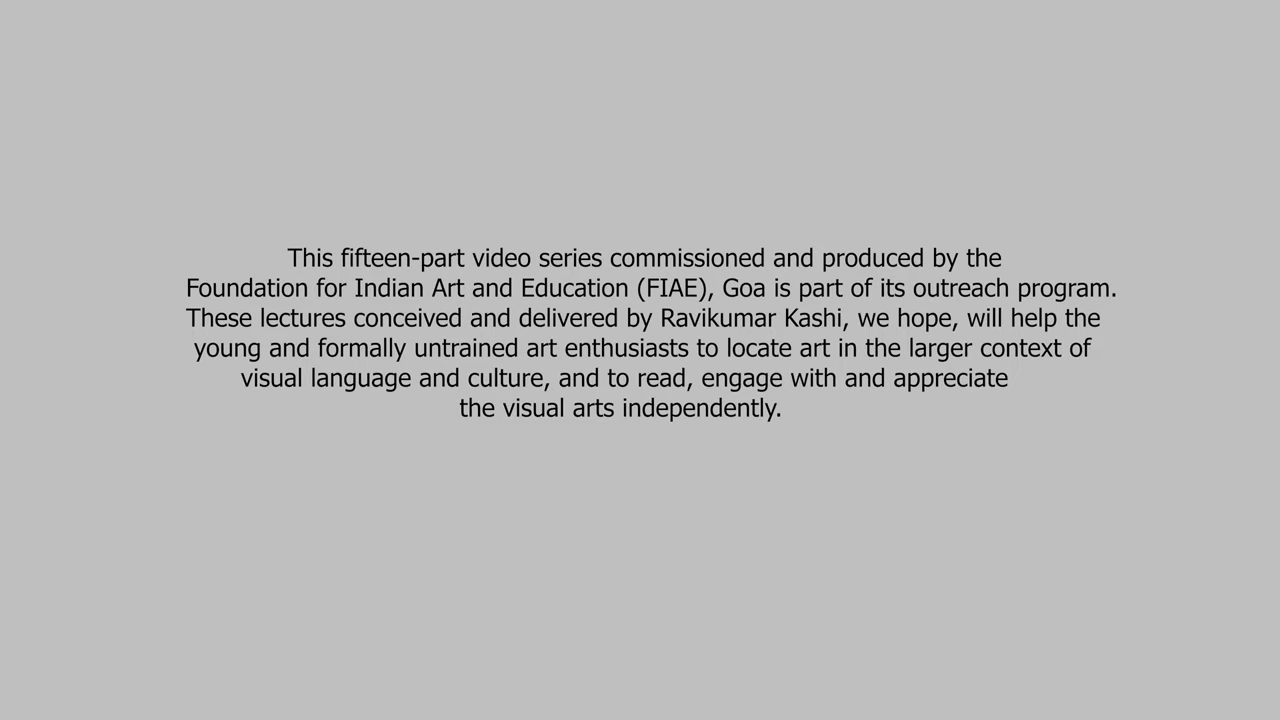 This fifteen-part video series commissioned and produced by the
Foundation for Indian Art and Education (FIAE), Goa is part of its outreach program.
These lectures conceived and delivered by Ravikumar Kashi, we hope, will help the
young and formally untrained art enthusiasts to locate art in the larger context of
visual language and culture, and to read, engage with and appreciate
the visual arts independently.